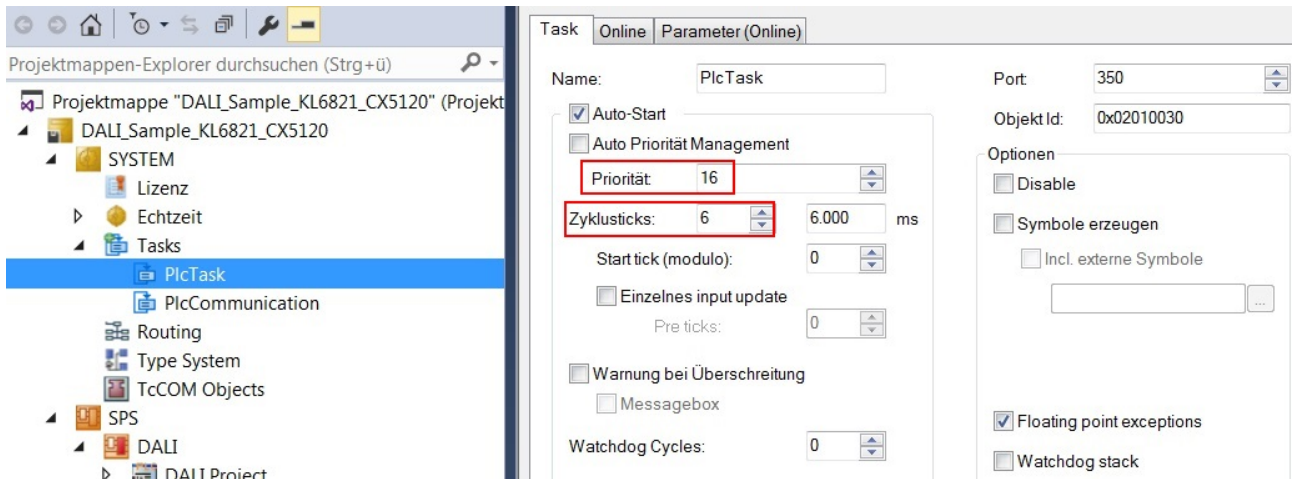 Projektmappen-Explorer durchsuchen (Strg+ü)
Projektmappe "DALI_Sample_KL6821_CX5120" (Projekt
DALI_Sample_KL6821_CX5120
SYSTEM
Lizenz
Echtzeit
Tasks
PlcTask
PlcCommunication
Routing
Type System
TcCOM Objects
SPS
DALI
DALI Project
Task Online Parameter (Online)
Name: PlcTask
Auto-Start
Auto Priorität Management
Priorität: 16
Zyklusticks: 6 6.000 ms
Start tick (modulo): 0
Einzelnes input update
Pre ticks: 0
Warnung bei Überschreitung
Messagebox
Watchdog Cycles: 0
Port: 350
Objekt Id: 0x02010030
Optionen
Disable
Symbole erzeugen
Incl. externe Symbole
...
Floating point exceptions
Watchdog stack